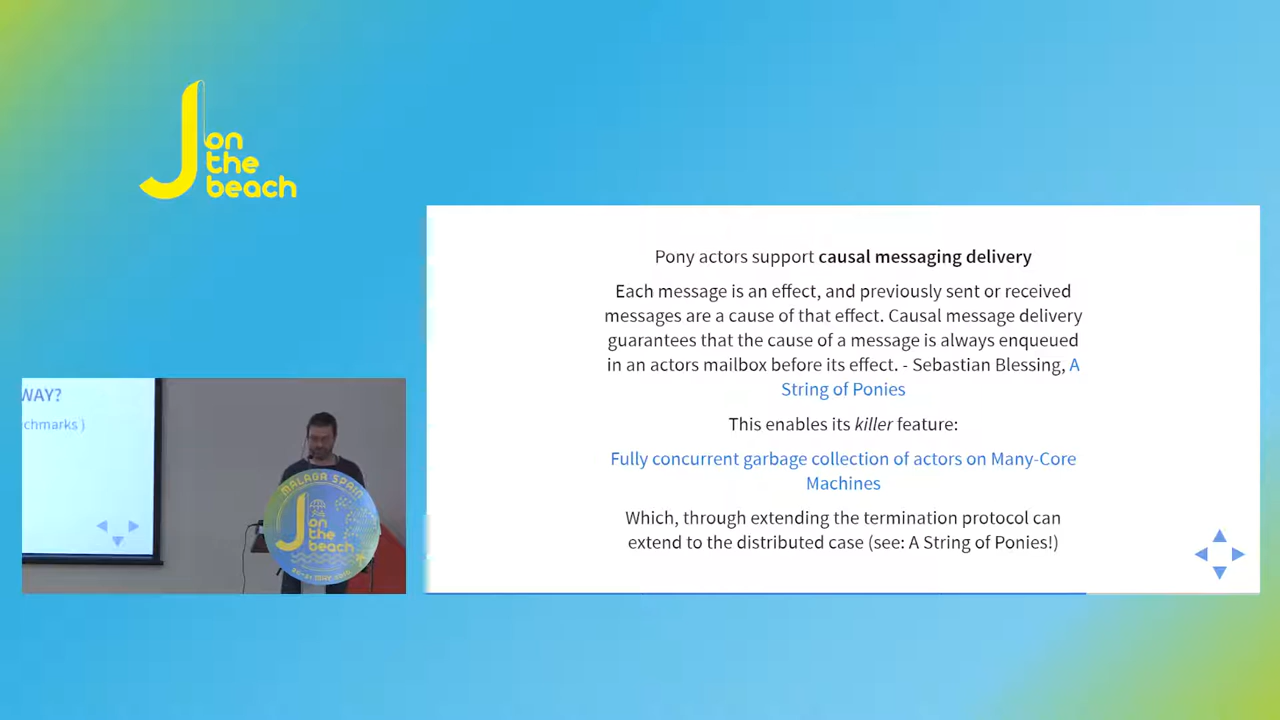 J on
the
beach
Pony actors support causal messaging delivery
Each message is an effect, and previously sent or received
messages are a cause of that effect. Causal message delivery
guarantees that the cause of a message is always enqueued
in an actors mailbox before its effect. - Sebastian Blessing, A
String of Ponies
This enables its killer feature:
Fully concurrent garbage collection of actors on Many-Core
Machines
Which, through extending the termination protocol can
extend to the distributed case (see: A String of Ponies!)
WAY?
chmarks )
MALAGA SPAIN
J on
the
beach